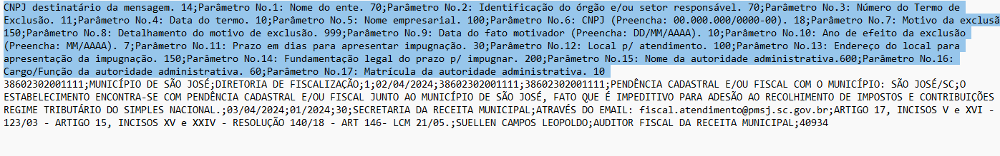 CNPJ destinatário da mensagem. 14;Parâmetro No.1: Nome do ente. 70;Parâmetro No.2: Identificação do órgão e/ou setor responsável. 70;Parâmetro No.3: Número do Termo de
Exclusão. 11;Parâmetro No.4: Data do termo. 10;Parâmetro No.5: Nome empresarial. 100;Parâmetro No.6: CNPJ (Preencha: 00.000.000/0000-00). 18;Parâmetro No.7: Motivo da exclusã
150;Parâmetro No.8: Detalhamento do motivo de exclusão. 999;Parâmetro No.9: Data do fato motivador (Preencha: DD/MM/AAAA). 10;Parâmetro No.10: Ano de efeito da exclusão
(Preencha: MM/AAAA). 7;Parâmetro No.11: Prazo em dias para apresentar impugnação. 30;Parâmetro No.12: Local p/ atendimento. 100;Parâmetro No.13: Endereço do local para
apresentação da impugnação. 150;Parâmetro No.14: Fundamentação legal do prazo p/ impugnar. 200;Parâmetro No.15: Nome da autoridade administrativa.600;Parâmetro No.16:
Cargo/Função da autoridade administrativa. 60;Parâmetro No.17: Matrícula da autoridade administrativa. 10
38602302001111;MUNICÍPIO DE SÃO JOSÉ;DIRETORIA DE FISCALIZAÇÃO;1;02/04/2024;38602302001111;38602302001111;PENDÊNCIA CADASTRAL E/OU FISCAL COM O MUNICÍPIO: SÃO JOSÉ/SC;O
ESTABELECIMENTO ENCONTRA-SE COM PENDÊNCIA CADASTRAL E/OU FISCAL JUNTO AO MUNICÍPIO DE SÃO JOSÉ, FATO QUE É IMPEDITIVO PARA ADESÃO AO RECOLHIMENTO DE IMPOSTOS E CONTRIBUIÇÕES
REGIME TRIBUTÁRIO DO SIMPLES NACIONAL.;03/04/2024;01/2024;30;SECRETARIA DA RECEITA MUNICIPAL;ATRAVÉS DO EMAIL: fiscal.atendimento@pmsj.sc.gov.br;ARTIGO 17, INCISOS V e XVI -
123/03 - ARTIGO 15, INCISOS XV e XXIV - RESOLUÇÃO 140/18 - ART 146- LCM 21/05.;SUELLEN CAMPOS LEOPOLDO;AUDITOR FISCAL DA RECEITA MUNICIPAL;40934